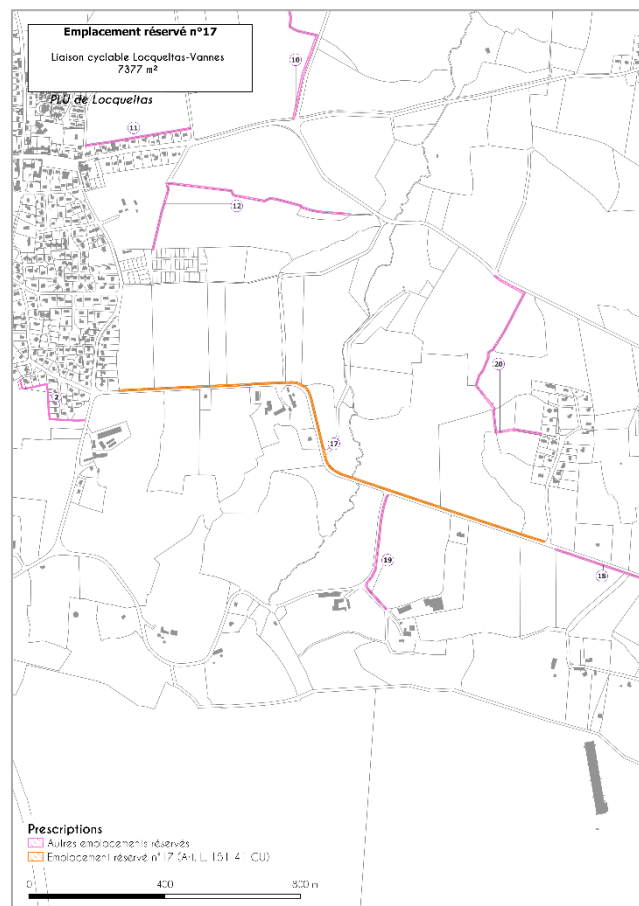 Emplacement réservé n°17
Liaison cyclable Locqueltas-Vannes
7377 m²
PLU de Locqueltas
10
11
12
20
2
17
19
18
Prescriptions
Autres emplacements réservés
Emplacement réservé n°17 (Art. L. 151-41 CU)
0 400 800 m